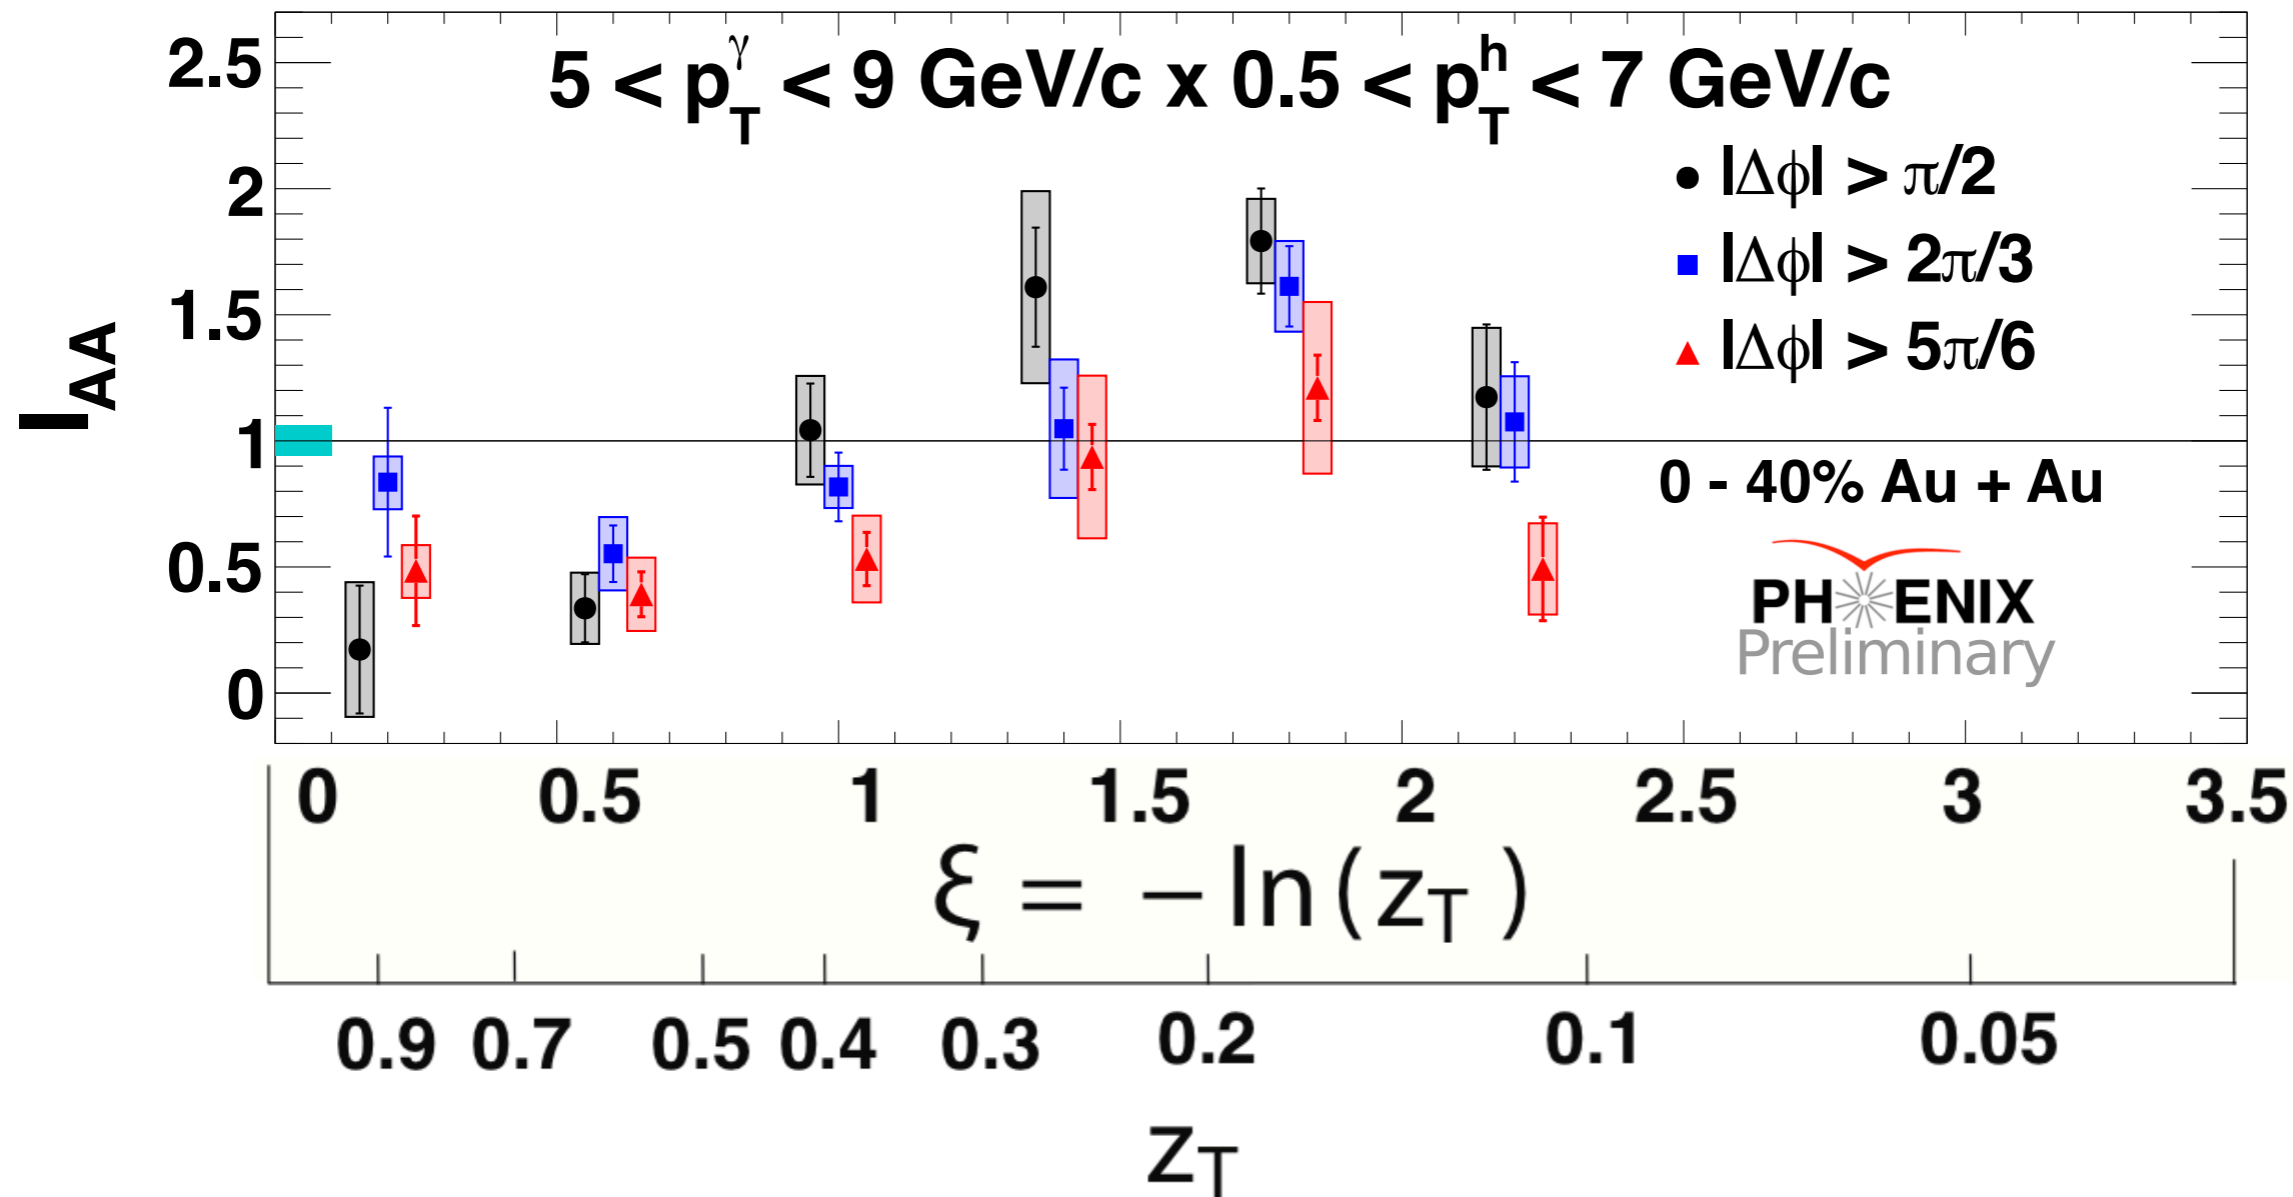 5 < p_T^γ < 9 GeV/c x 0.5 < p_T^h < 7 GeV/c
|Δϕ| > π/2
|Δϕ| > 2π/3
|Δϕ| > 5π/6
0 - 40% Au + Au
PHENIX
Preliminary
I_AA
2.5
2
1.5
1
0.5
0
0 0.5 1 1.5 2 2.5 3 3.5
ξ = −ln(z_T)
0.9 0.7 0.5 0.4 0.3 0.2 0.1 0.05
z_T